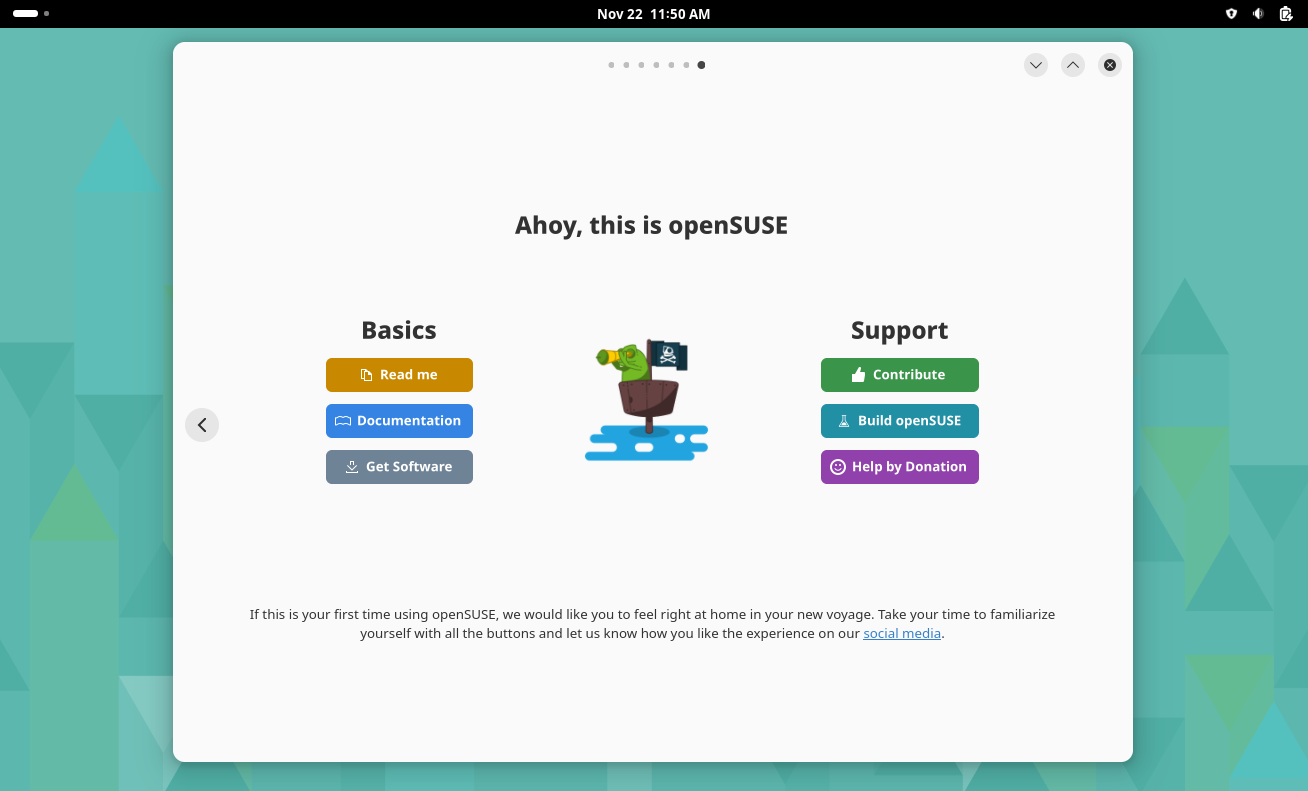 Nov 22  11:50 AM
Ahoy, this is openSUSE
Basics
Read me
Documentation
Get Software
Support
Contribute
Build openSUSE
Help by Donation
If this is your first time using openSUSE, we would like you to feel right at home in your new voyage. Take your time to familiarize
yourself with all the buttons and let us know how you like the experience on our social media.